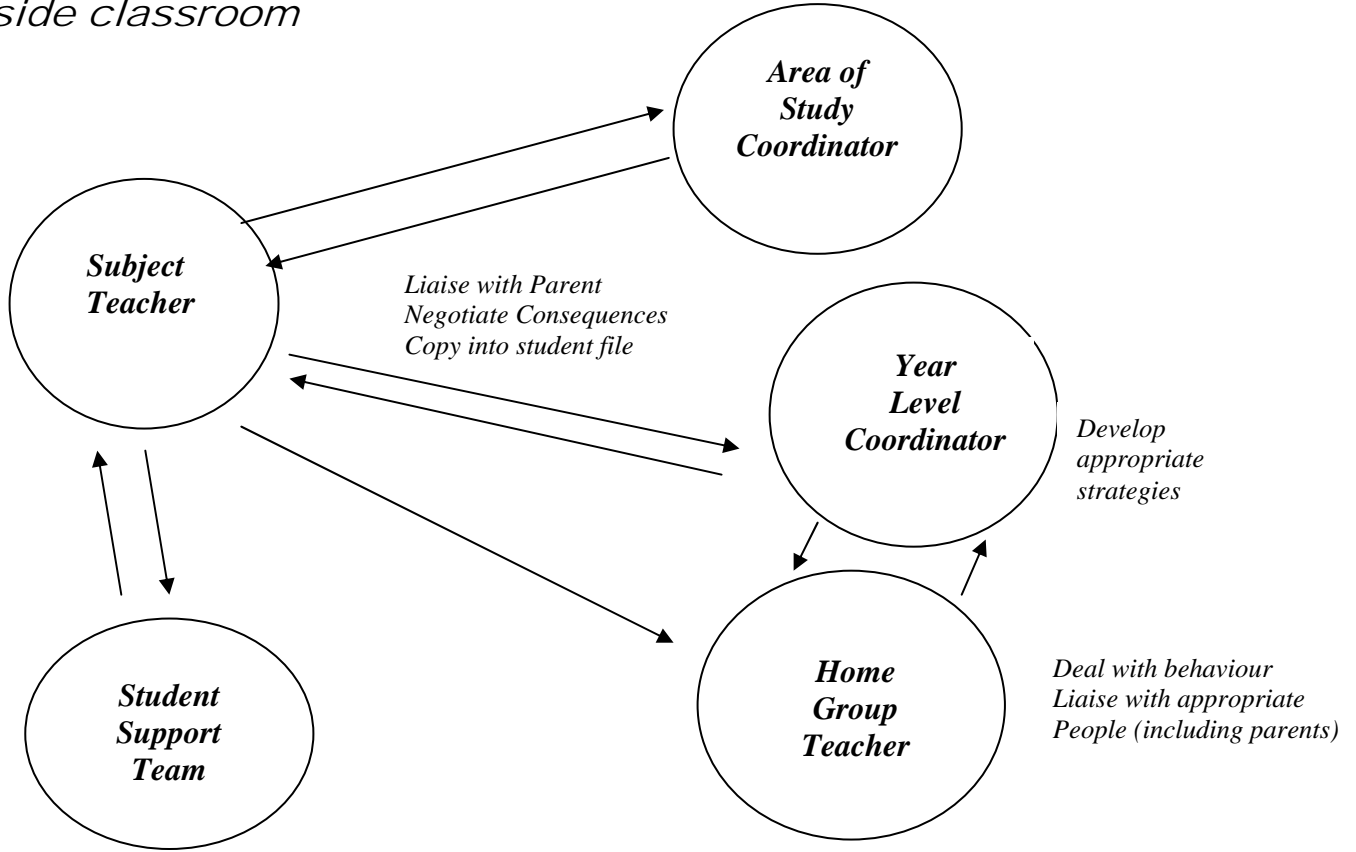 side classroom
Area of
Study
Coordinator
Subject
Teacher
Liaise with Parent
Negotiate Consequences
Copy into student file
Year
Level
Coordinator
Develop
appropriate
strategies
Student
Support
Team
Home
Group
Teacher
Deal with behaviour
Liaise with appropriate
People (including parents)